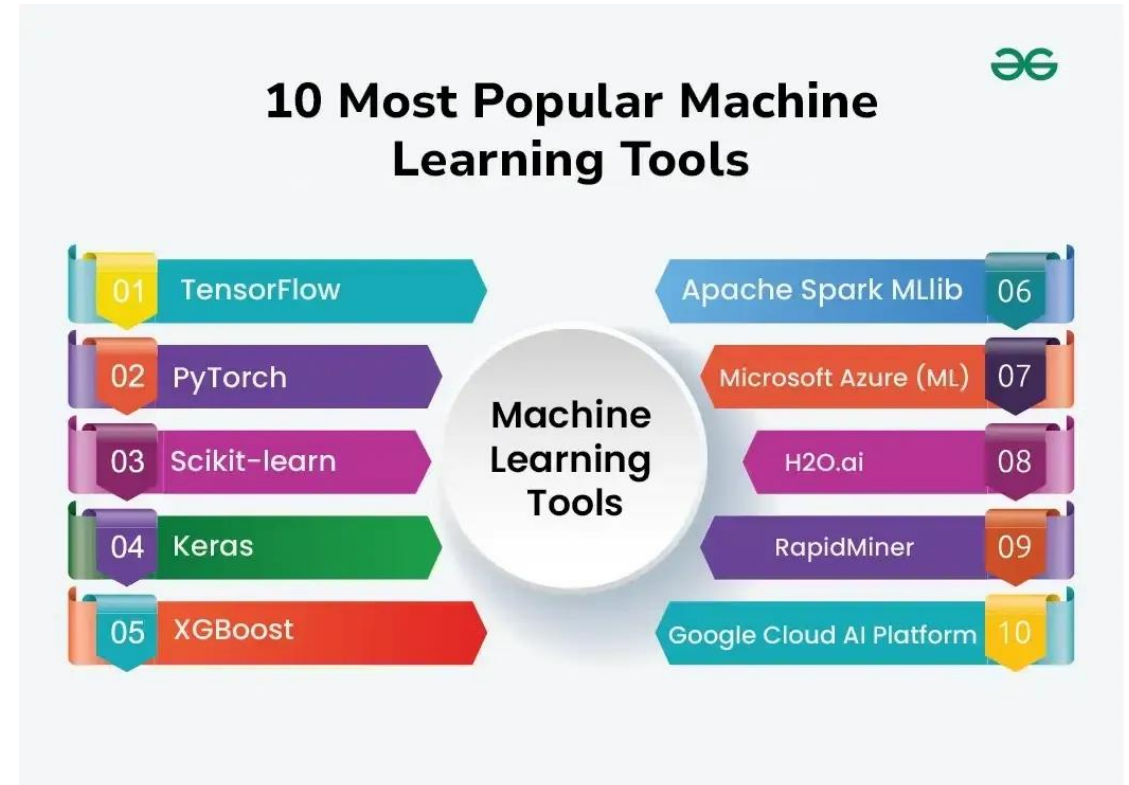 10 Most Popular Machine
Learning Tools
01 TensorFlow
02 PyTorch
03 Scikit-learn
04 Keras
05 XGBoost
Machine
Learning
Tools
Apache Spark MLlib 06
Microsoft Azure (ML) 07
H2O.ai 08
RapidMiner 09
Google Cloud AI Platform 10